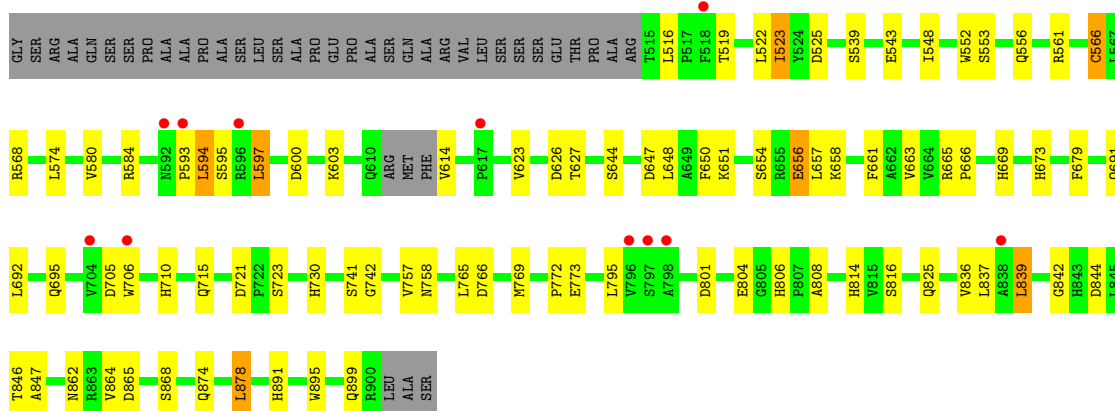 GLY SER ARG ALA ALA GLN SER SER PRO ALA ALA PRO ALA SER LEU SER SER ALA PRO GLU PRO ALA SER GLN ALA ARG VAL LEU SER SER SER GLU THR PRO ALA ARG T515 L516 P517 F518 T519 L522 I523 Y524 D525 S539 E543 I548 W552 S553 Q556 R561 C566 L567
R568 L574 V580 R584 N592 P593 L594 S595 R596 L597 D600 K603 Q610 ARG MET PHE V614 P617 V623 D626 T627 S644 D647 L648 A649 F650 K651 S654 R655 E656 L657 K658 F661 A662 V663 V664 R665 P666 H669 H673 F679 Q691
L692 Q695 V704 D705 W706 H710 Q715 D721 P722 S723 H730 S741 G742 V757 N758 L765 D766 M769 P772 E773 L795 V796 S797 A798 D801 E804 G805 H806 P807 A808 H814 V815 S816 Q825 V836 L837 A838 L839 G842 H843 D844 L845
T846 A847 N862 R863 V864 D865 S868 Q874 L878 H891 W895 Q899 R900 LEU ALA SER